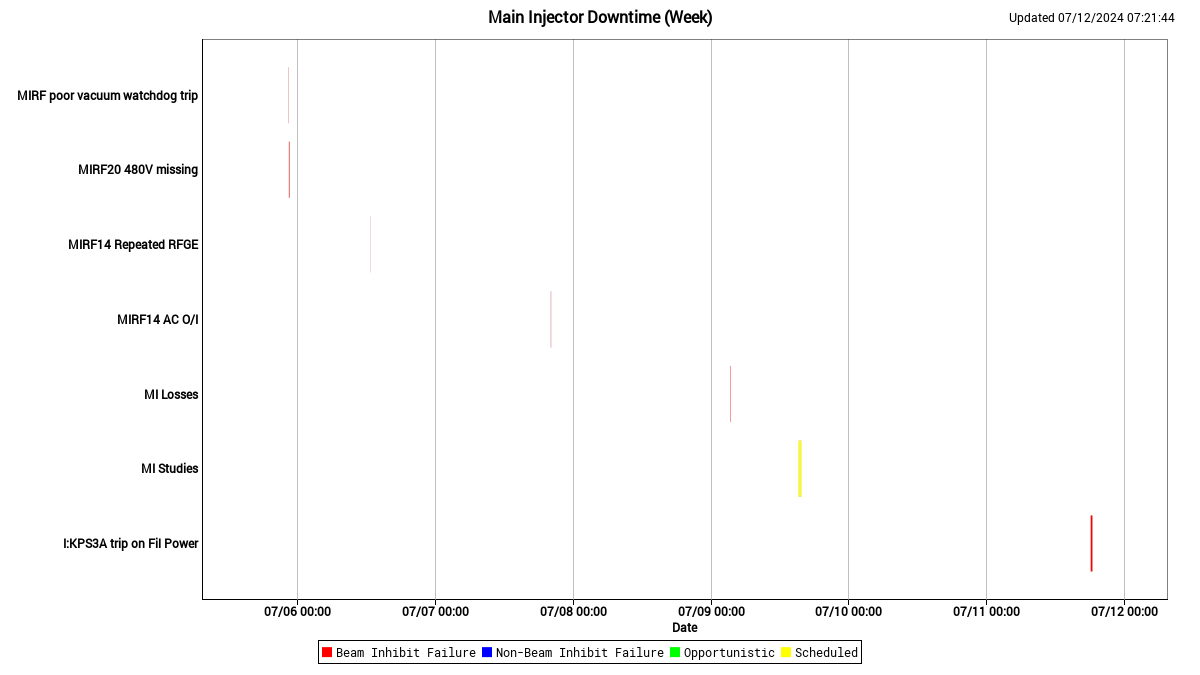 Main Injector Downtime (Week)
Updated 07/12/2024 07:21:44
MIRF poor vacuum watchdog trip
MIRF20 480V missing
MIRF14 Repeated RFGE
MIRF14 AC O/I
MI Losses
MI Studies
I:KPS3A trip on Fil Power
07/06 00:00 07/07 00:00 07/08 00:00 07/09 00:00 07/10 00:00 07/11 00:00 07/12 00:00
Date
Beam Inhibit Failure Non-Beam Inhibit Failure Opportunistic Scheduled